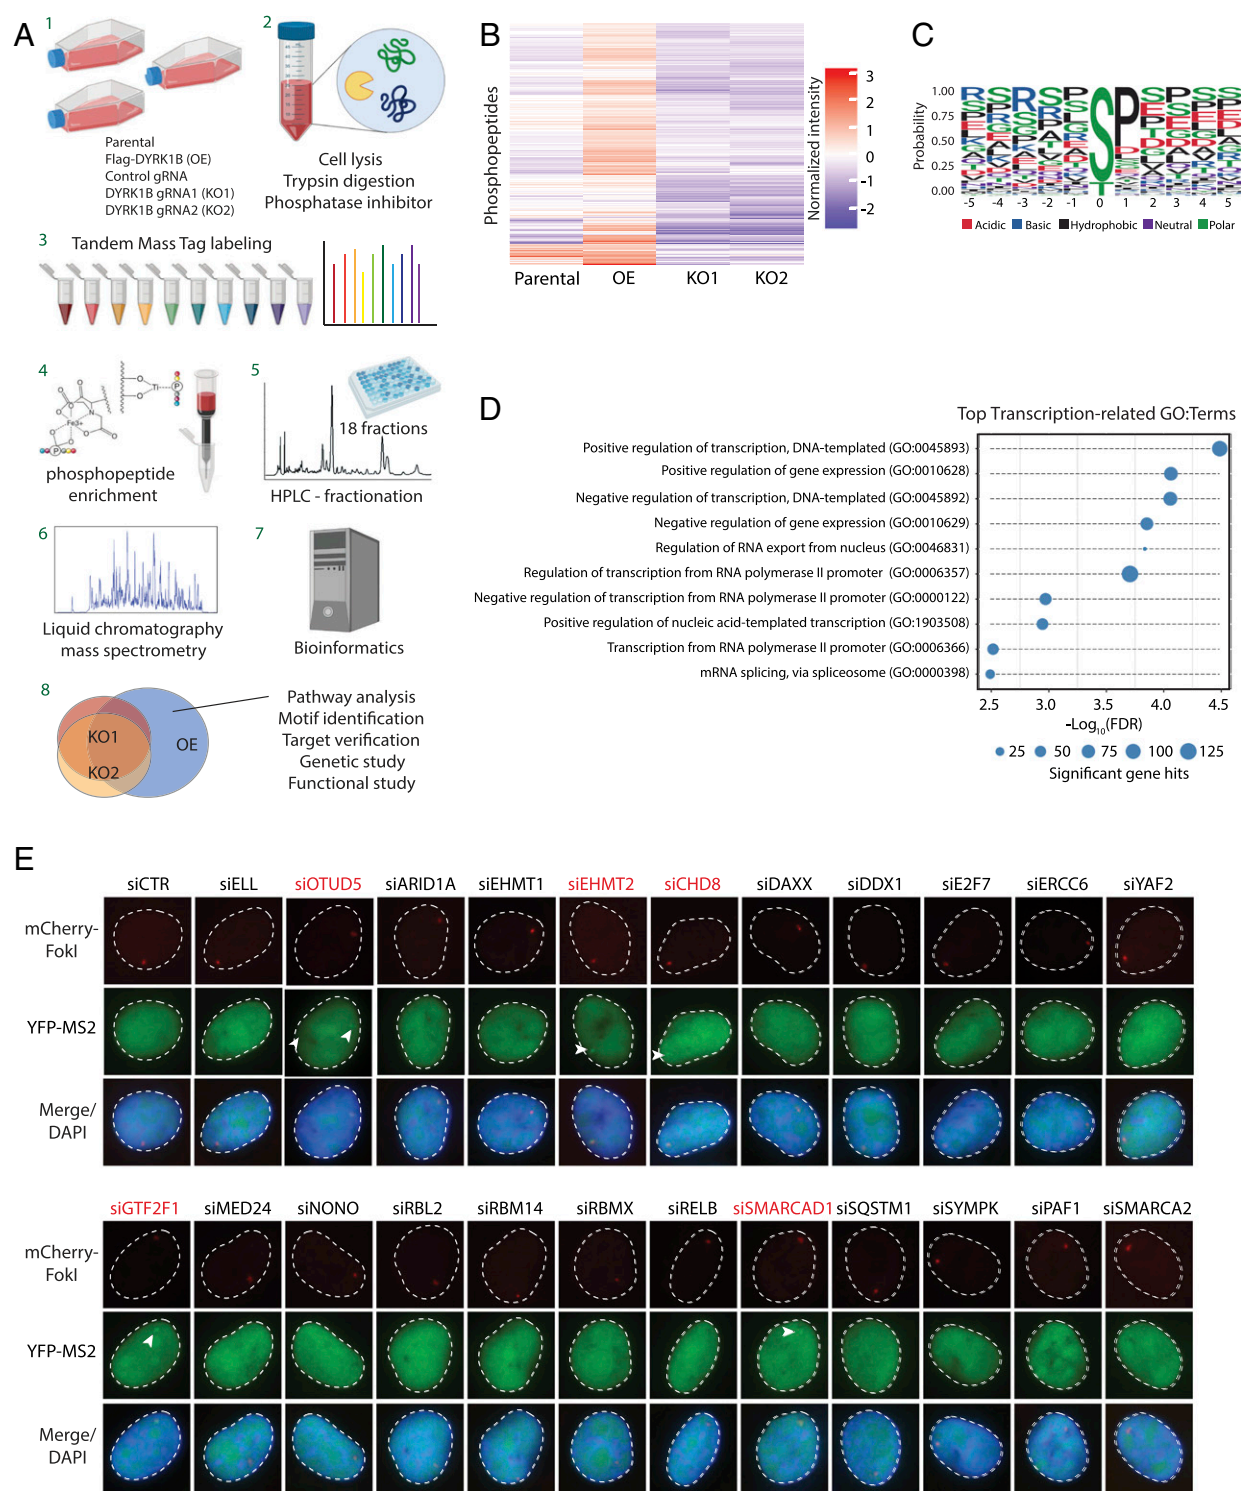 A
1
2
Parental
Flag-DYRK1B (OE)
Control gRNA
DYRK1B gRNA1 (KO1)
DYRK1B gRNA2 (KO2)
Cell lysis
Trypsin digestion
Phosphatase inhibitor
3
Tandem Mass Tag labeling
4
Fe3+
Ti
P
P
phosphopeptide
enrichment
5
18 fractions
HPLC - fractionation
6
Liquid chromatography
mass spectrometry
7
Bioinformatics
8
KO1
KO2
OE
Pathway analysis
Motif identification
Target verification
Genetic study
Functional study
B
Phosphopeptides
Parental OE KO1 KO2
Normalized intensity
3
2
1
0
-1
-2
C
Probability
1.00
0.75
0.50
0.25
0.00
R S R S P S P S P S S
-5 -4 -3 -2 -1 0 1 2 3 4 5
Acidic Basic Hydrophobic Neutral Polar
D
Top Transcription-related GO:Terms
Positive regulation of transcription, DNA-templated (GO:0045893)
Positive regulation of gene expression (GO:0010628)
Negative regulation of transcription, DNA-templated (GO:0045892)
Negative regulation of gene expression (GO:0010629)
Regulation of RNA export from nucleus (GO:0046831)
Regulation of transcription from RNA polymerase II promoter (GO:0006357)
Negative regulation of transcription from RNA polymerase II promoter (GO:0000122)
Positive regulation of nucleic acid-templated transcription (GO:1903508)
Transcription from RNA polymerase II promoter (GO:0006366)
mRNA splicing, via spliceosome (GO:0000398)
2.5 3.0 3.5 4.0 4.5
-Log10(FDR)
25 50 75 100 125
Significant gene hits
E
siCTR siELL siOTUD5 siARID1A siEHMT1 siEHMT2 siCHD8 siDAXX siDDX1 siE2F7 siERCC6 siYAF2
mCherry-
FokI
YFP-MS2
Merge/
DAPI
siGTF2F1 siMED24 siNONO siRBL2 siRBM14 siRBMX siRELB siSMARCAD1 siSQSTM1 siSYMPK siPAF1 siSMARCA2
mCherry-
FokI
YFP-MS2
Merge/
DAPI